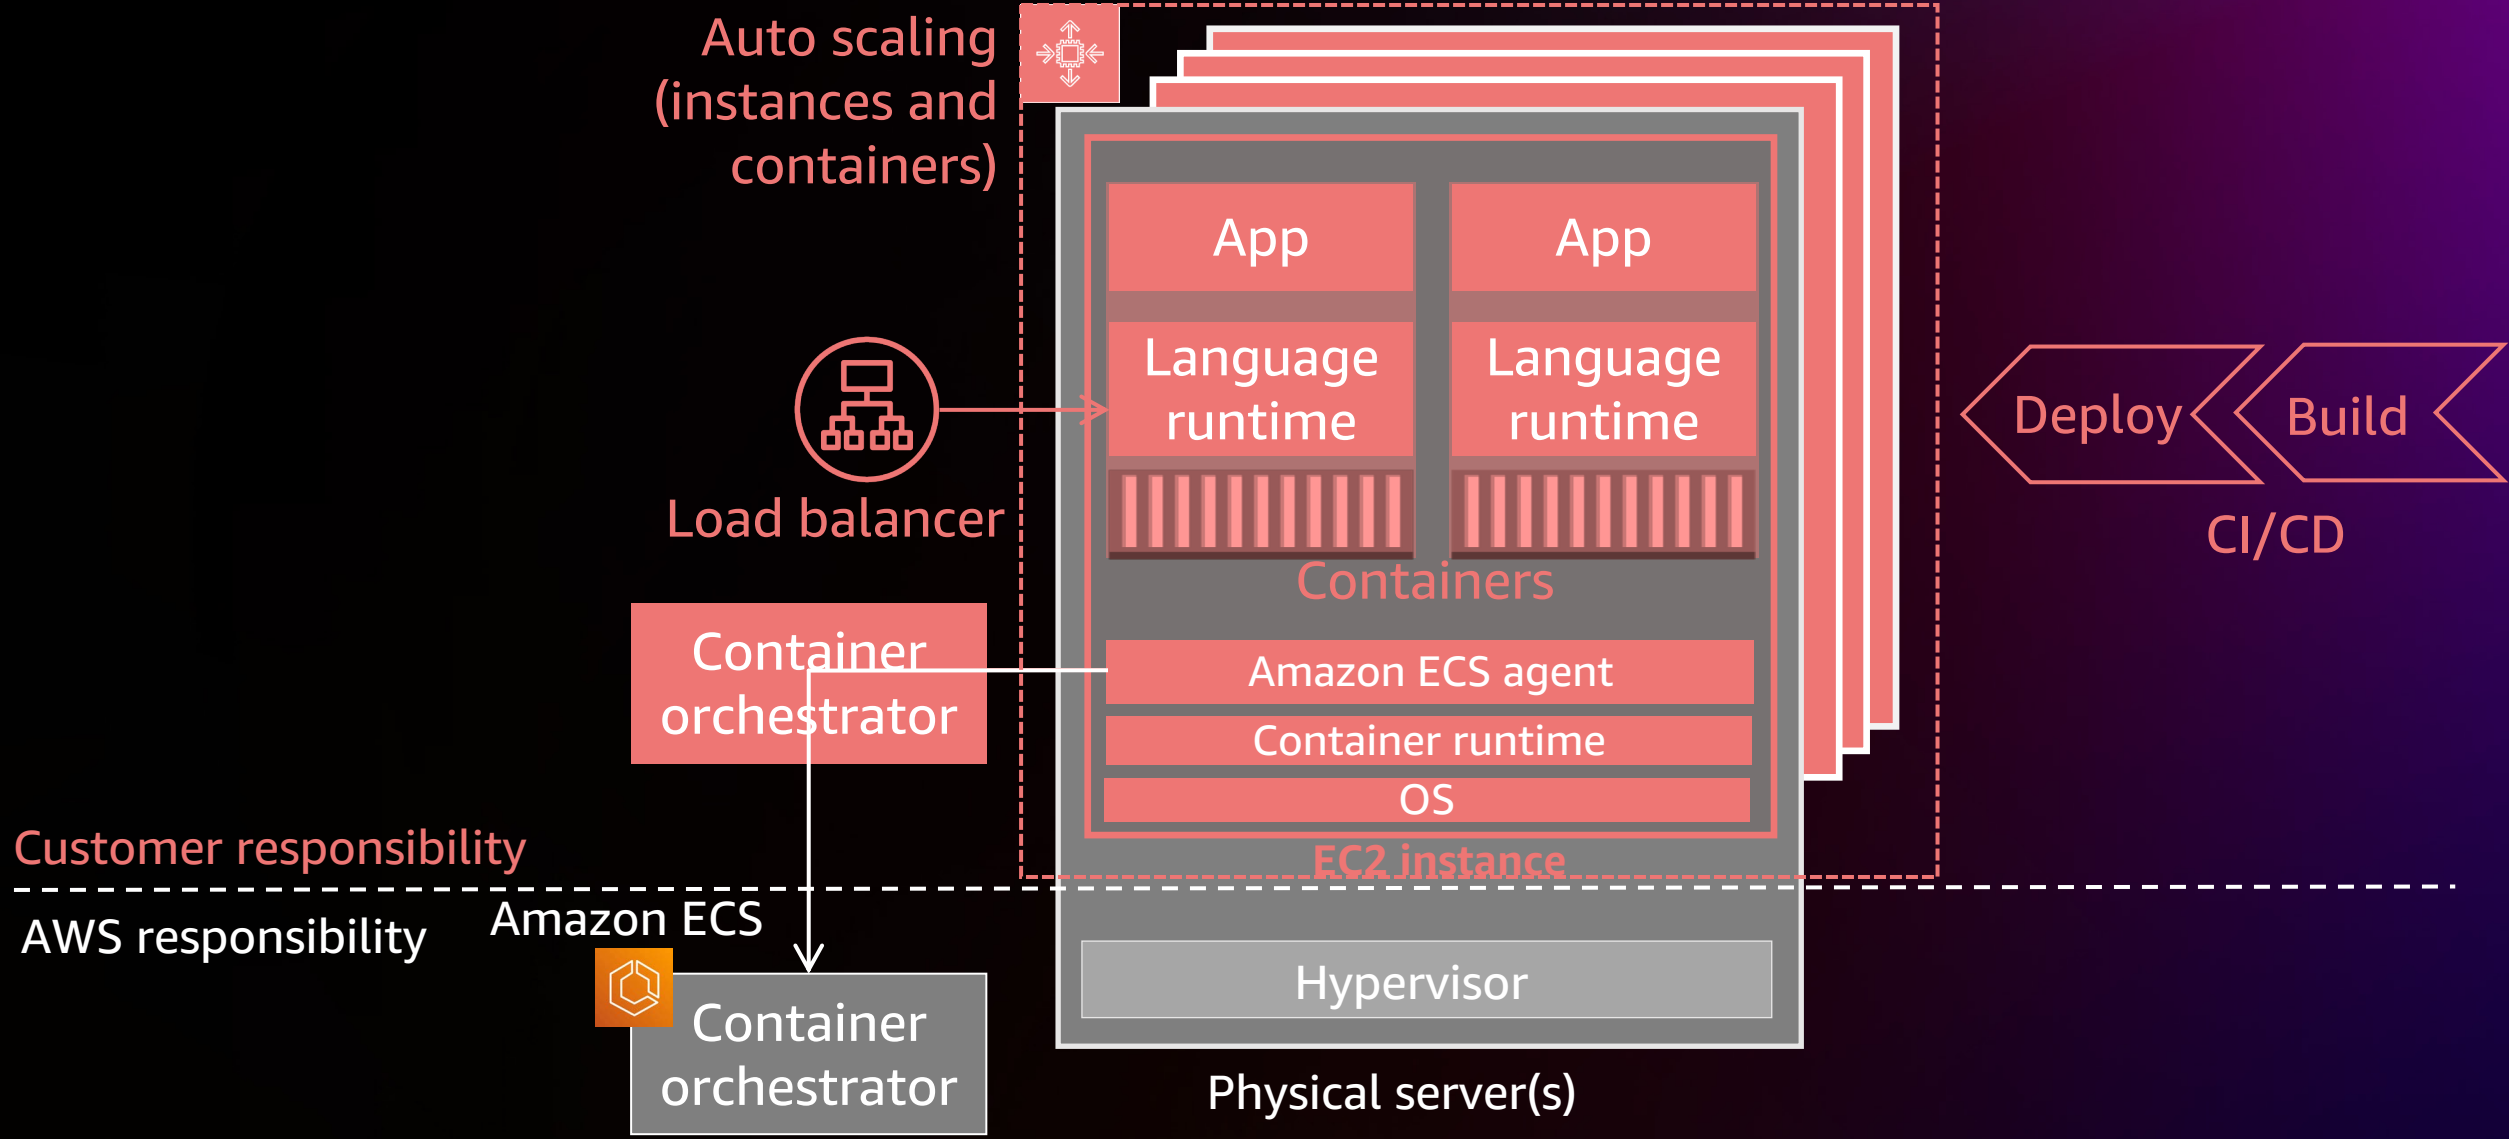 Auto scaling
(instances and
containers)
App
App
Language
runtime
Language
runtime
Load balancer
Containers
Deploy
Build
CI/CD
Container
orchestrator
Amazon ECS agent
Container runtime
OS
EC2 instance
Customer responsibility
AWS responsibility
Amazon ECS
Container
orchestrator
Hypervisor
Physical server(s)